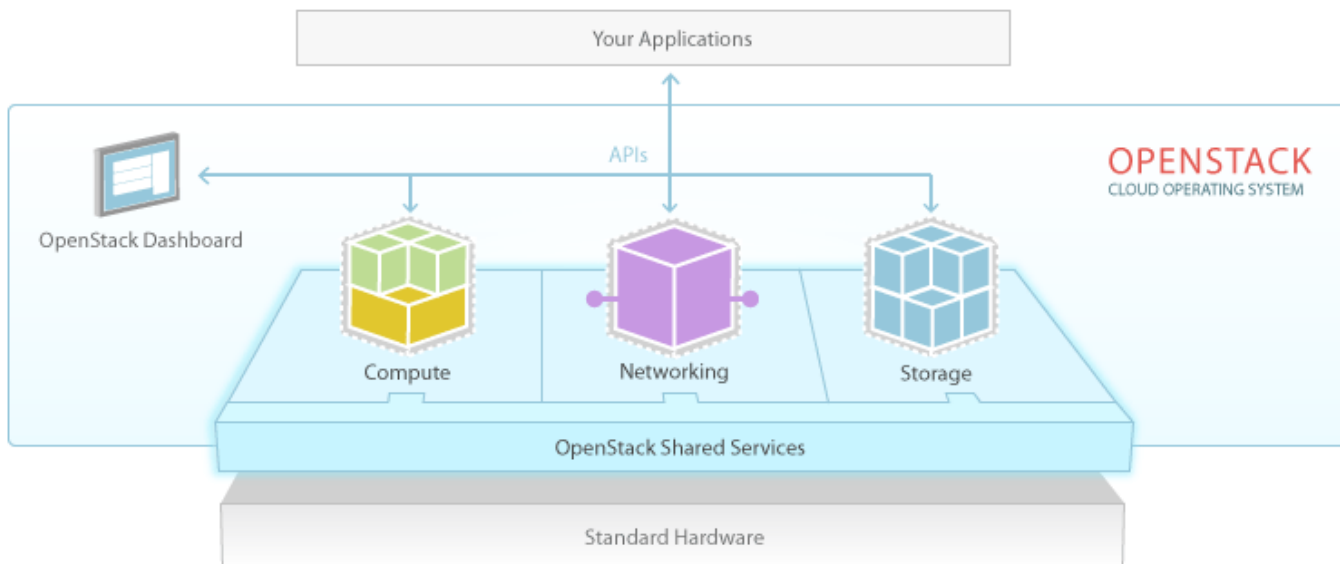 Your Applications
APIs
OPENSTACK
CLOUD OPERATING SYSTEM
OpenStack Dashboard
Compute
Networking
Storage
OpenStack Shared Services
Standard Hardware